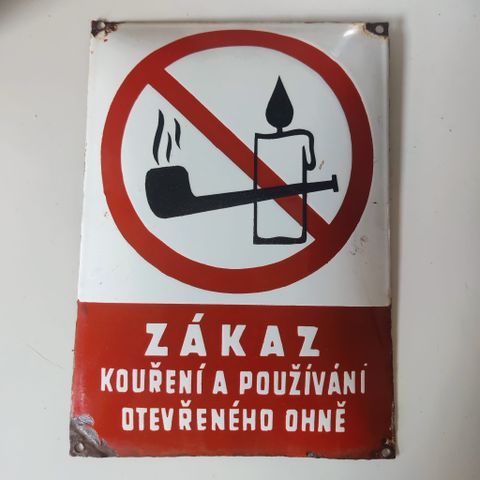 ZÁKAZ
KOUŘENÍ A POUŽÍVÁNÍ
OTEVŘENÉHO OHNĚ